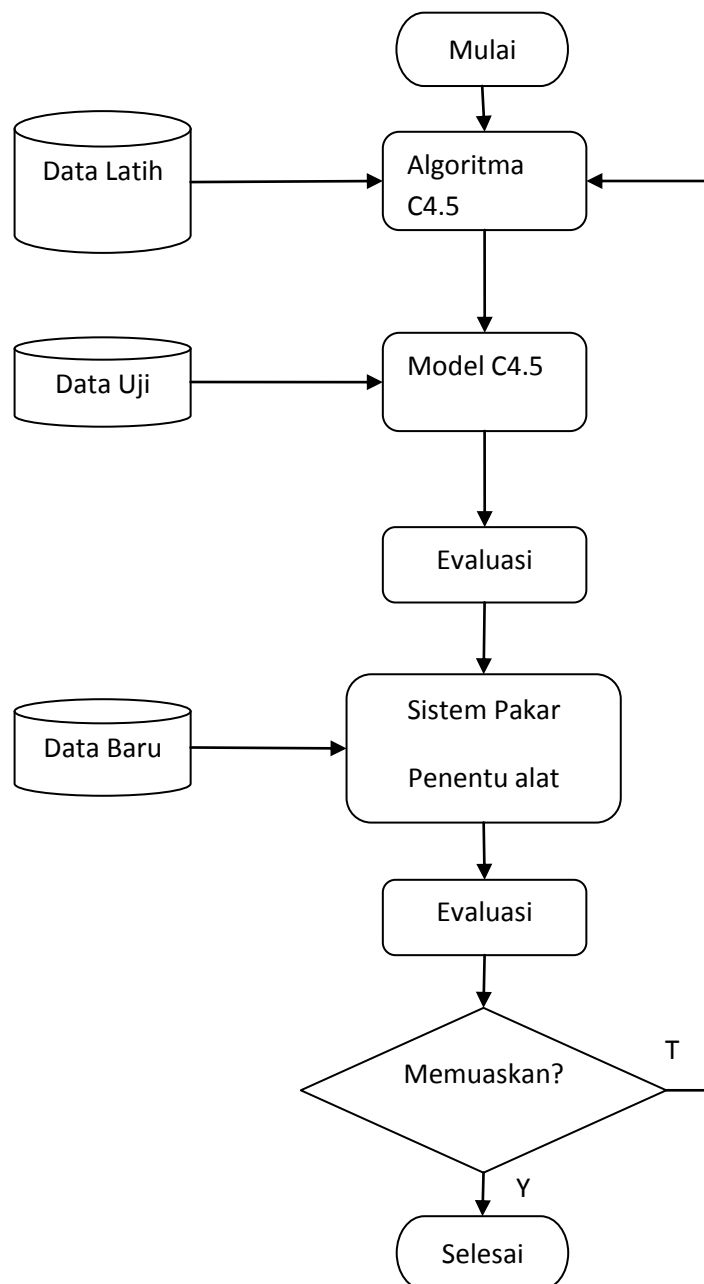 Mulai
Data Latih
Algoritma
C4.5
Data Uji
Model C4.5
Evaluasi
Data Baru
Sistem Pakar
Penentu alat
Evaluasi
Memuaskan?
T
Y
Selesai